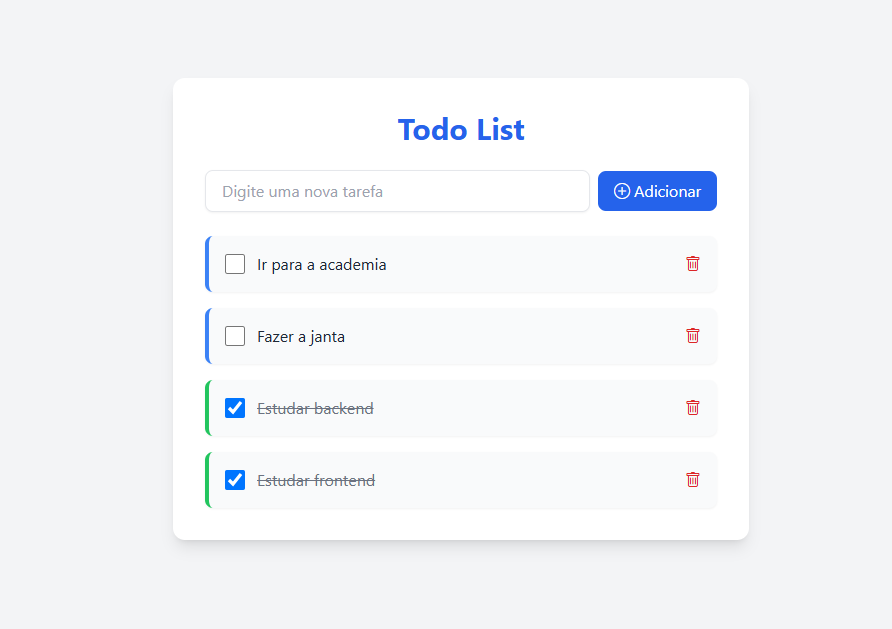 Todo List
Digite uma nova tarefa
Adicionar
Ir para a academia
Fazer a janta
Estudar backend
Estudar frontend